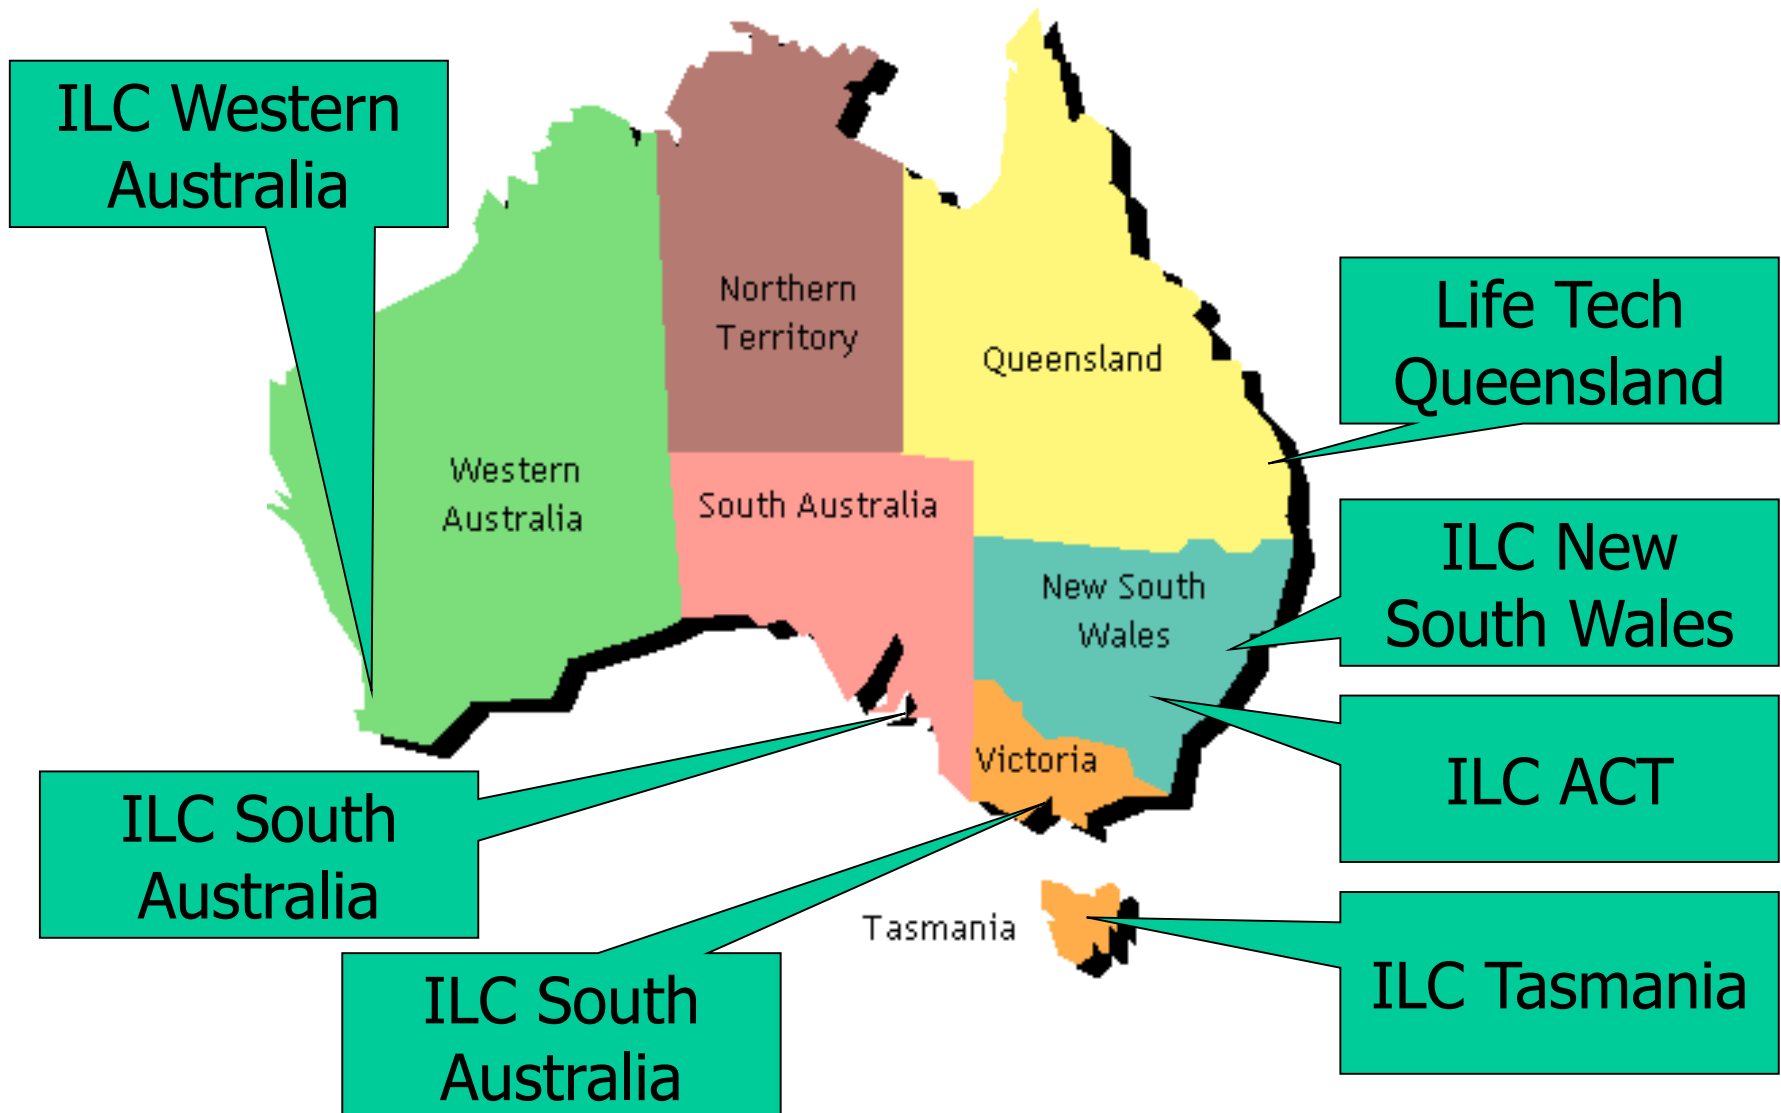 ILC Western
Australia
Northern
Territory
Queensland
Life Tech
Queensland
Western
Australia
South Australia
ILC New
South Wales
New South
Wales
Victoria
ILC ACT
ILC South
Australia
Tasmania
ILC Tasmania
ILC South
Australia